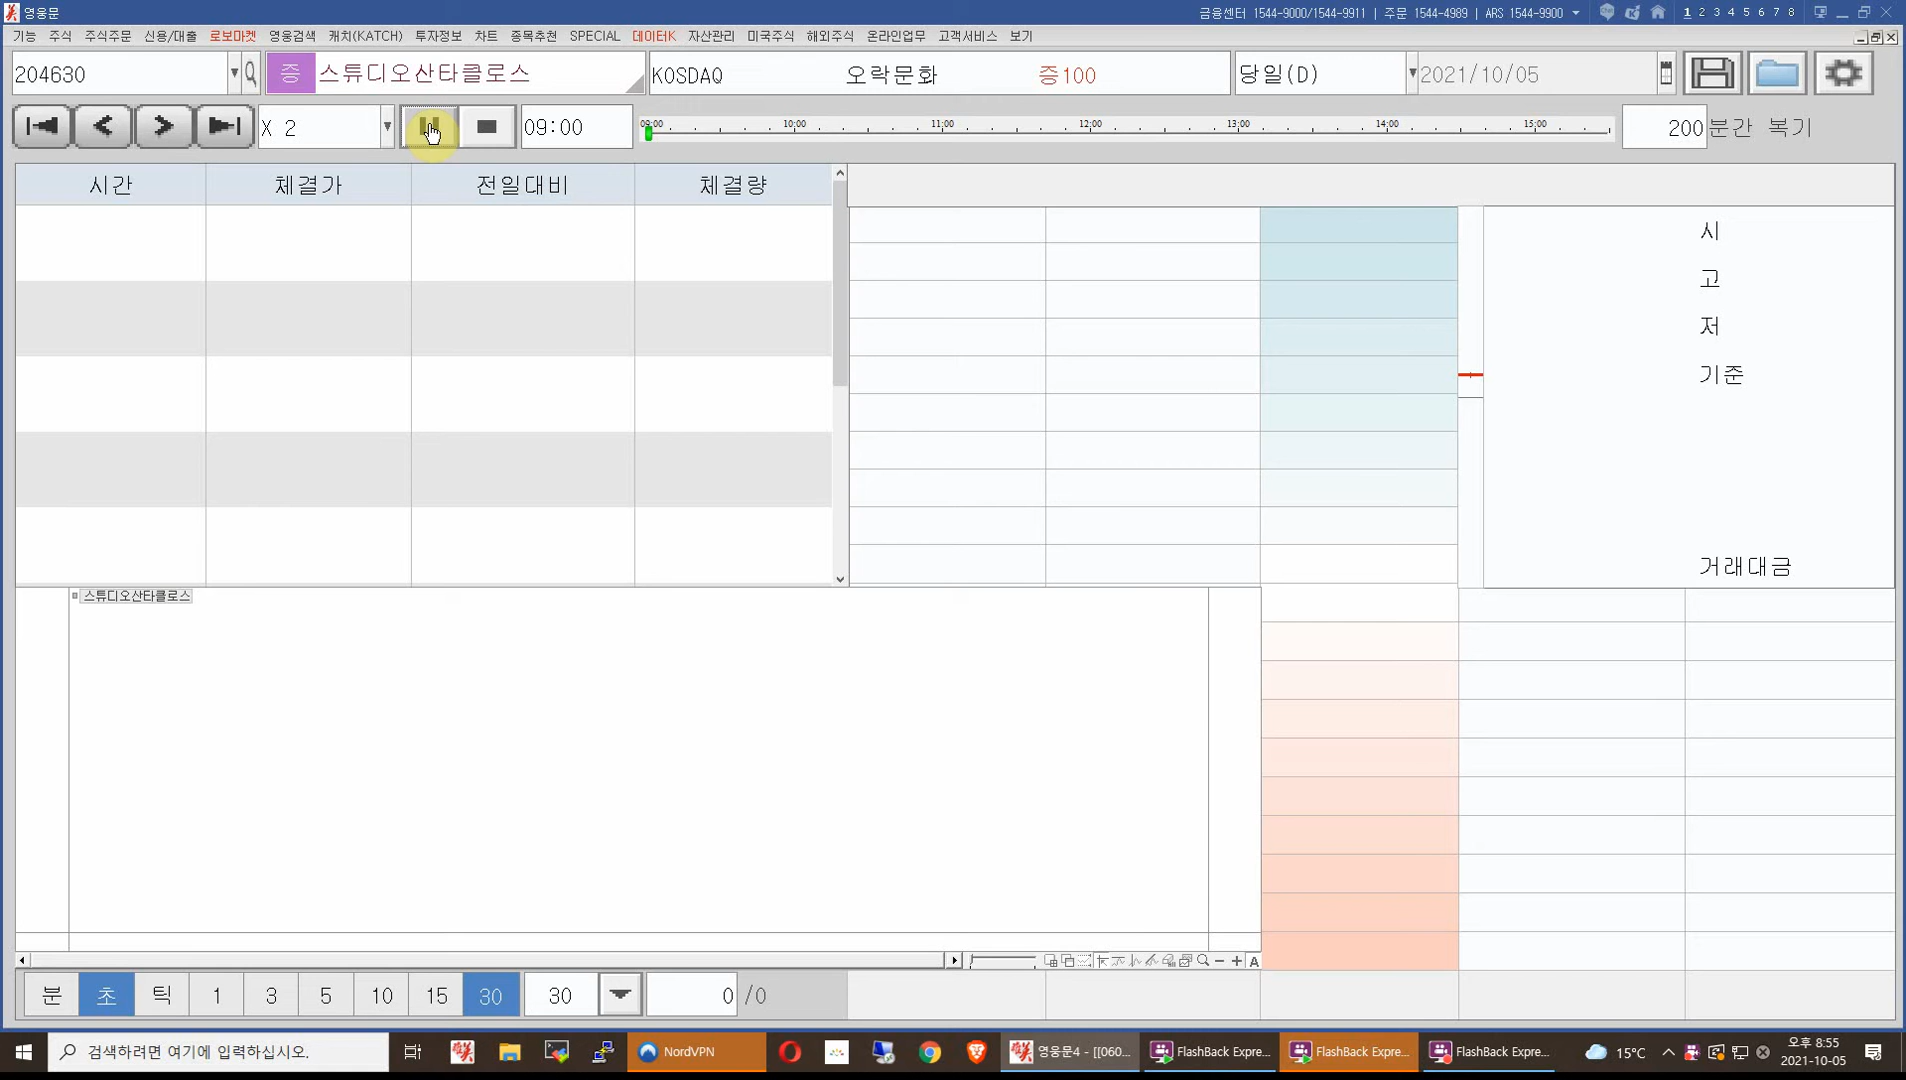 영웅문 금융센터 1544-9000/1544-9911 | 주문 1544-4989 | ARS 1544-9900 1 2 3 4 5 6 7 8
기능 주식 주식주문 신용/대출 로보마켓 영웅검색 캐치(KATCH) 투자정보 차트 종목추천 SPECIAL 데이터K 자산관리 미국주식 해외주식 온라인업무 고객서비스 보기
204630 증 스튜디오산타클로스 KOSDAQ 오락문화 증100 당일(D) 2021/10/05
X 2 09:00 09:00 10:00 11:00 12:00 13:00 14:00 15:00 200 분간 복기
시간 체결가 전일대비 체결량
시
고
저
기준
거래대금
스튜디오산타클로스
A
분 초 틱 1 3 5 10 15 30 30 0 /0
검색하려면 여기에 입력하십시오. NordVPN 영웅문4 - [[060... FlashBack Expre... FlashBack Expre... FlashBack Expre... 15℃ 오후 8:55
2021-10-05